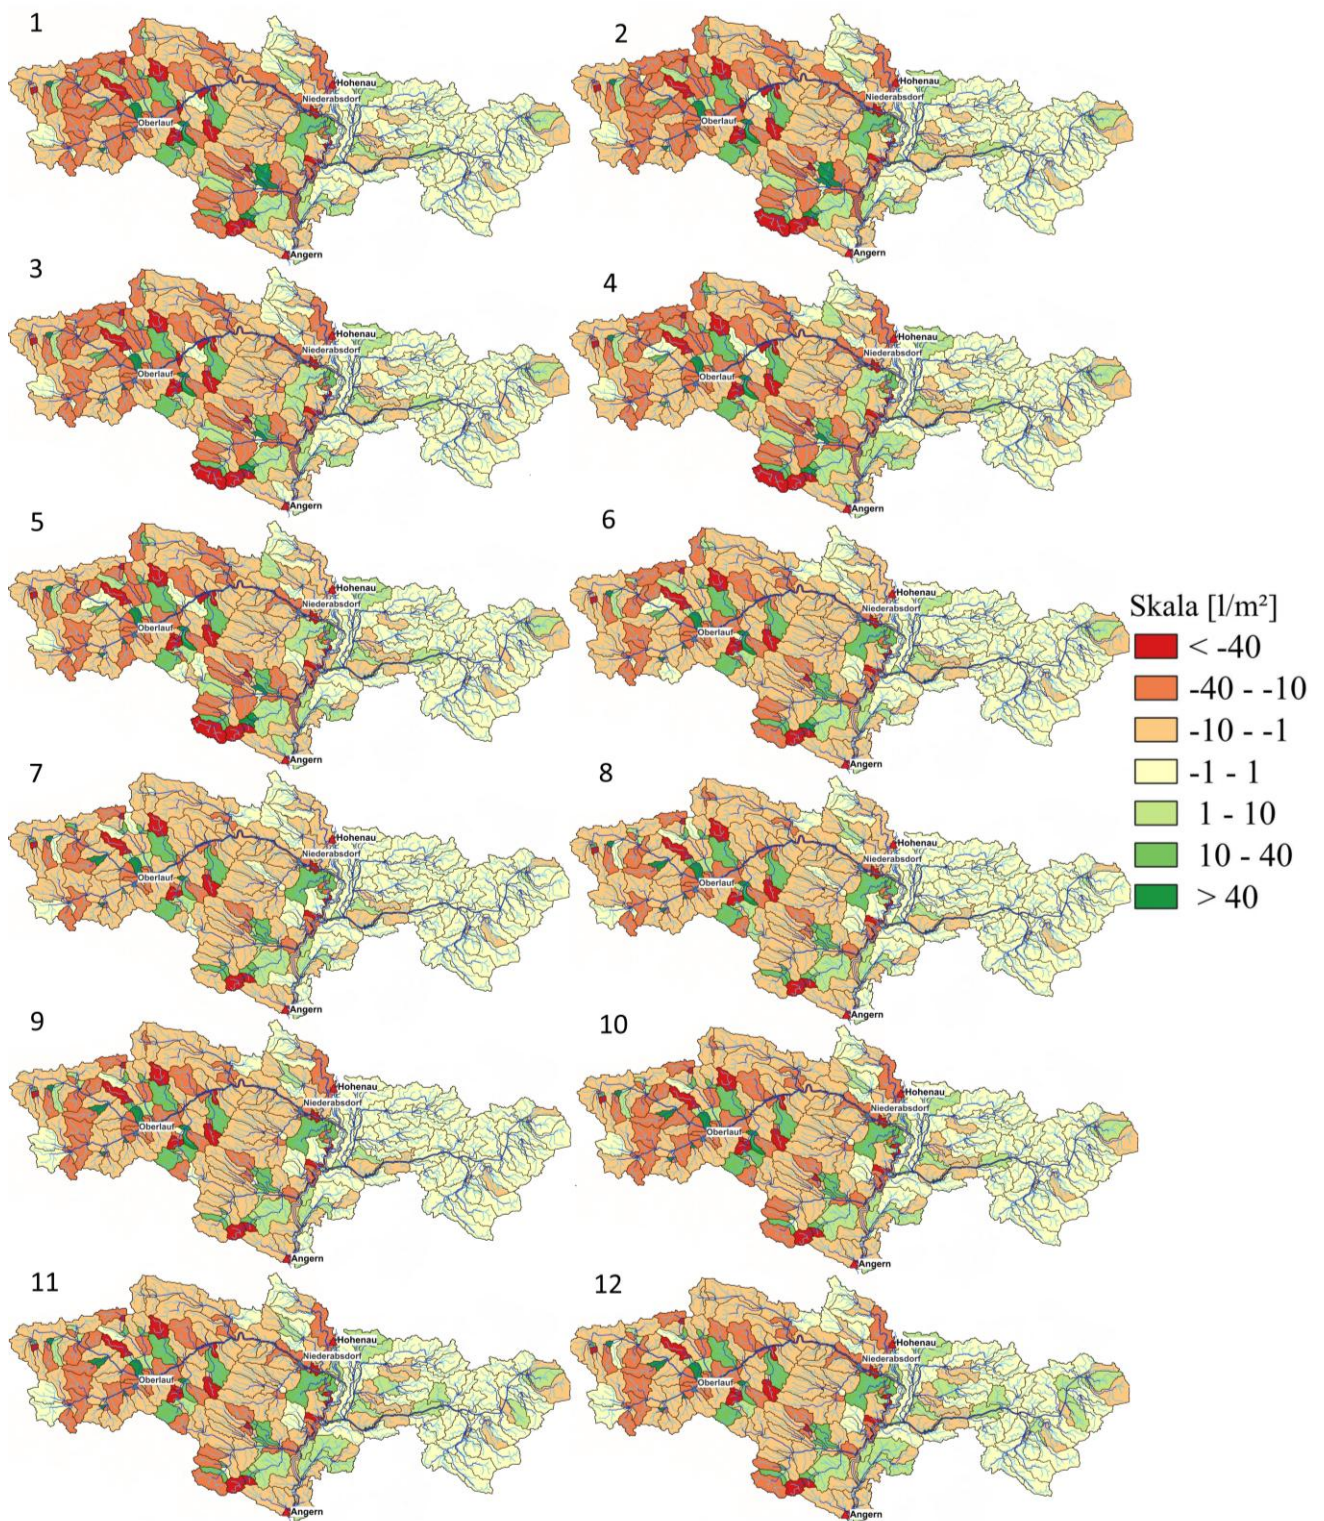 1
2
Hohenau
Niederabsdorf
Oberlauf
Angern
Hohenau
Niederabsdorf
Oberlauf
Angern
3
4
Hohenau
Niederabsdorf
Oberlauf
Angern
Hohenau
Niederabsdorf
Oberlauf
Angern
5
6
Hohenau
Niederabsdorf
Oberlauf
Angern
Hohenau
Niederabsdorf
Oberlauf
Angern
Skala [l/m²]
< -40
-40 - -10
-10 - -1
-1 - 1
1 - 10
10 - 40
> 40
7
8
Hohenau
Niederabsdorf
Oberlauf
Angern
Hohenau
Niederabsdorf
Oberlauf
Angern
9
10
Hohenau
Niederabsdorf
Oberlauf
Angern
Hohenau
Niederabsdorf
Oberlauf
Angern
11
12
Hohenau
Niederabsdorf
Oberlauf
Angern
Hohenau
Niederabsdorf
Oberlauf
Angern